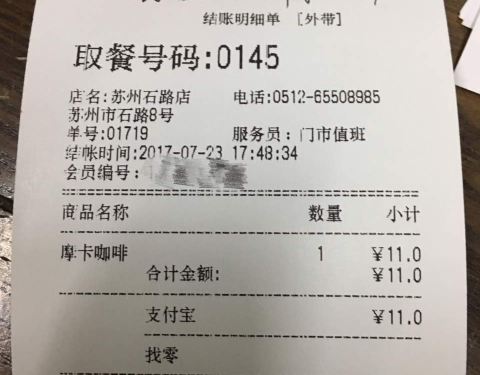 结账明细单 [外带]
取餐号码:0145
店名:苏州石路店 电话:0512-65508985
苏州市石路8号
单号:01719 服务员: 门市值班
结帐时间:2017-07-23 17:48:34
会员编号:
商品名称 数量 小计
摩卡咖啡 1 ¥11.0
合计金额: ¥11.0
支付宝 ¥11.0
找零